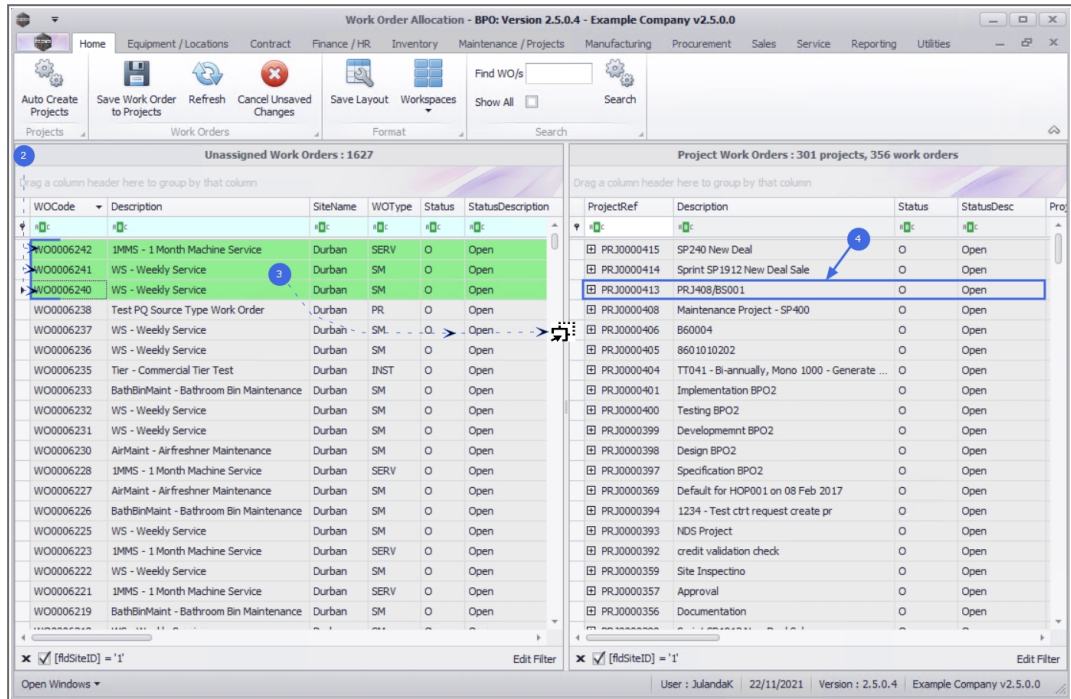 Work Order Allocation - BPO: Version 2.5.0.4 - Example Company v2.5.0.0
Home Equipment / Locations Contract Finance / HR Inventory Maintenance / Projects Manufacturing Procurement Sales Service Reporting Utilities
Auto Create Projects
Save Work Order to Projects
Refresh
Cancel Unsaved Changes
Save Layout
Workspaces
Find WO/s
Show All
Search
Projects Work Orders Format Search
2
Unassigned Work Orders : 1627
Drag a column header here to group by that column
WOCode Description SiteName WOType Status StatusDescription
WO0006242 1MMS - 1 Month Machine Service Durban SERV O Open
WO0006241 WS - Weekly Service Durban SM O Open
3
WO0006240 WS - Weekly Service Durban SM O Open
WO0006238 Test PQ Source Type Work Order Durban PR O Open
WO0006237 WS - Weekly Service Durban SM O Open
WO0006236 WS - Weekly Service Durban SM O Open
WO0006235 Tier - Commercial Tier Test Durban INST O Open
WO0006233 BathBinMaint - Bathroom Bin Maintenance Durban SM O Open
WO0006232 WS - Weekly Service Durban SM O Open
WO0006231 WS - Weekly Service Durban SM O Open
WO0006230 AirMaint - Airfreshner Maintenance Durban SM O Open
WO0006228 1MMS - 1 Month Machine Service Durban SERV O Open
WO0006227 AirMaint - Airfreshner Maintenance Durban SM O Open
WO0006226 BathBinMaint - Bathroom Bin Maintenance Durban SM O Open
WO0006225 WS - Weekly Service Durban SM O Open
WO0006223 1MMS - 1 Month Machine Service Durban SERV O Open
WO0006222 WS - Weekly Service Durban SM O Open
WO0006221 1MMS - 1 Month Machine Service Durban SERV O Open
WO0006219 BathBinMaint - Bathroom Bin Maintenance Durban SM O Open
[fldSiteID] = '1' Edit Filter
Project Work Orders : 301 projects, 356 work orders
Drag a column header here to group by that column
ProjectRef Description Status StatusDesc Proj
4
PRJ0000415 SP240 New Deal O Open
PRJ0000414 Sprint SP1912 New Deal Sale O Open
PRJ0000413 PRJ408/BS001 O Open
PRJ0000408 Maintenance Project - SP400 O Open
PRJ0000406 B60004 O Open
PRJ0000405 8601010202 O Open
PRJ0000404 TT041 - Bi-annually, Mono 1000 - Generate ... O Open
PRJ0000401 Implementation BPO2 O Open
PRJ0000400 Testing BPO2 O Open
PRJ0000399 Developmemnt BPO2 O Open
PRJ0000398 Design BPO2 O Open
PRJ0000397 Specification BPO2 O Open
PRJ0000369 Default for HOP001 on 08 Feb 2017 O Open
PRJ0000394 1234 - Test ctrt request create pr O Open
PRJ0000393 NDS Project O Open
PRJ0000392 credit validation check O Open
PRJ0000359 Site Inspectino O Open
PRJ0000357 Approval O Open
PRJ0000356 Documentation O Open
[fldSiteID] = '1' Edit Filter
Open Windows User : JulandaK 22/11/2021 Version : 2.5.0.4 Example Company v2.5.0.0